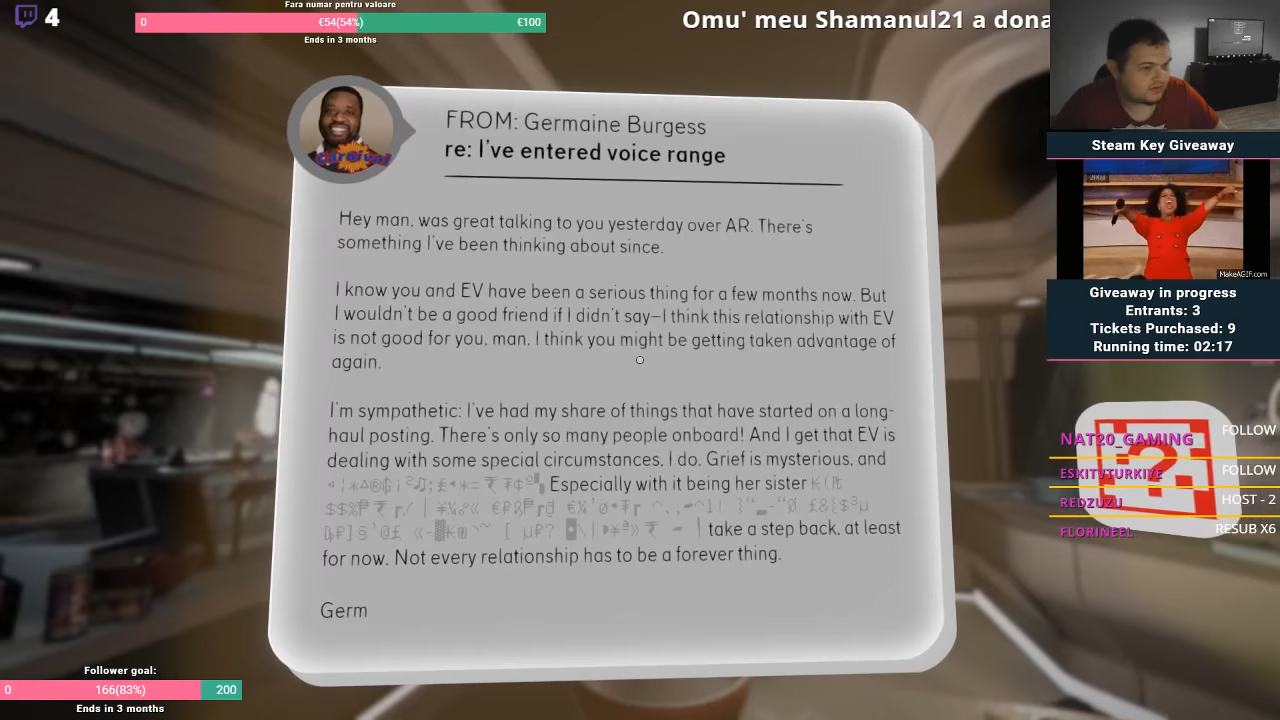 4
Fara numar pentru valoare
0 €54(54%) €100
Ends in 3 months
Omu' meu Shamanul21 a dona
Carnival
FROM: Germaine Burgess
re: I've entered voice range
Hey man, was great talking to you yesterday over AR. There's
something I've been thinking about since.
I know you and EV have been a serious thing for a few months now. But
I wouldn't be a good friend if I didn't say—I think this relationship with EV
is not good for you, man. I think you might be getting taken advantage of
again.
I'm sympathetic: I've had my share of things that have started on a long-
haul posting. There's only so many people onboard! And I get that EV is
dealing with some special circumstances, I do. Grief is mysterious, and
Especially with it being her sister
take a step back, at least
for now. Not every relationship has to be a forever thing.
Germ
Steam Key Giveaway
MakeAGIF.com
Giveaway in progress
Entrants: 3
Tickets Purchased: 9
Running time: 02:17
NAT20_GAMING FOLLOW
ESKITVTURKIYE FOLLOW
REDZUZU HOST - 2
FLORINEEL RESUB X6
Follower goal:
0 166(83%) 200
Ends in 3 months